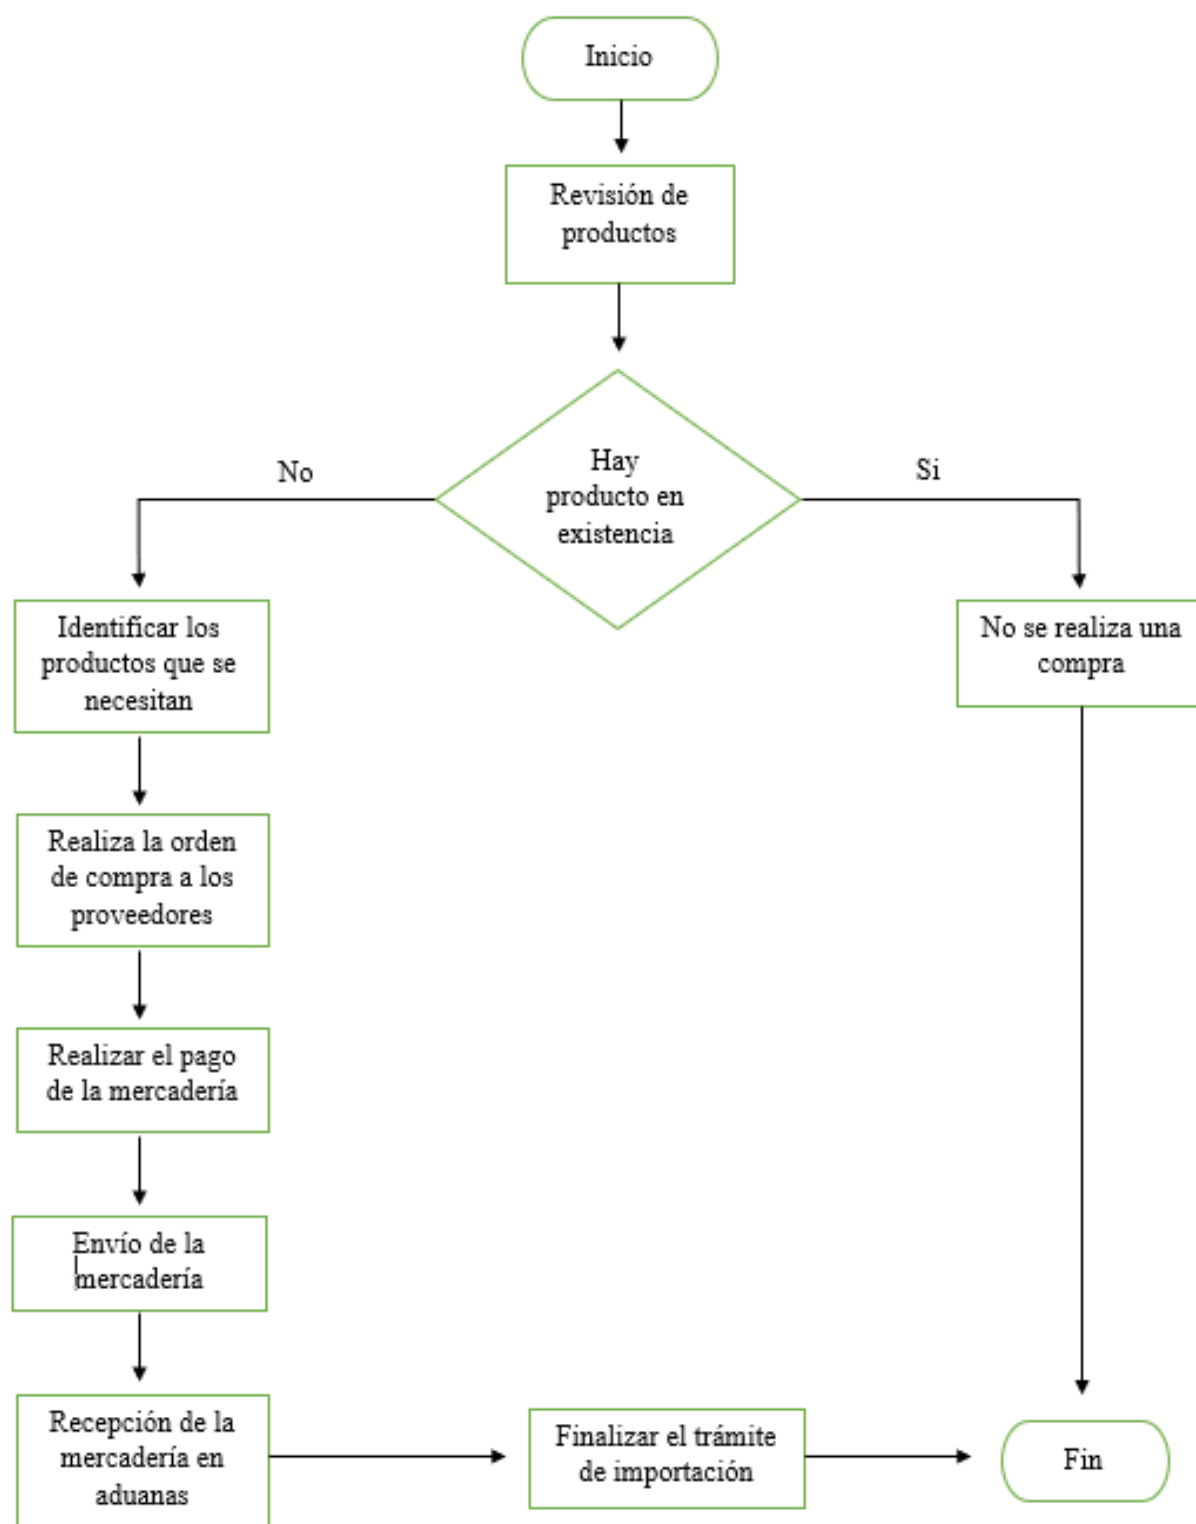 Inicio
Revisión de
productos
Hay
producto en
existencia
No
Si
Identificar los
productos que se
necesitan
No se realiza una
compra
Realiza la orden
de compra a los
proveedores
Realizar el pago
de la mercadería
Envío de la
mercadería
Recepción de la
mercadería en
aduanas
Finalizar el trámite
de importación
Fin